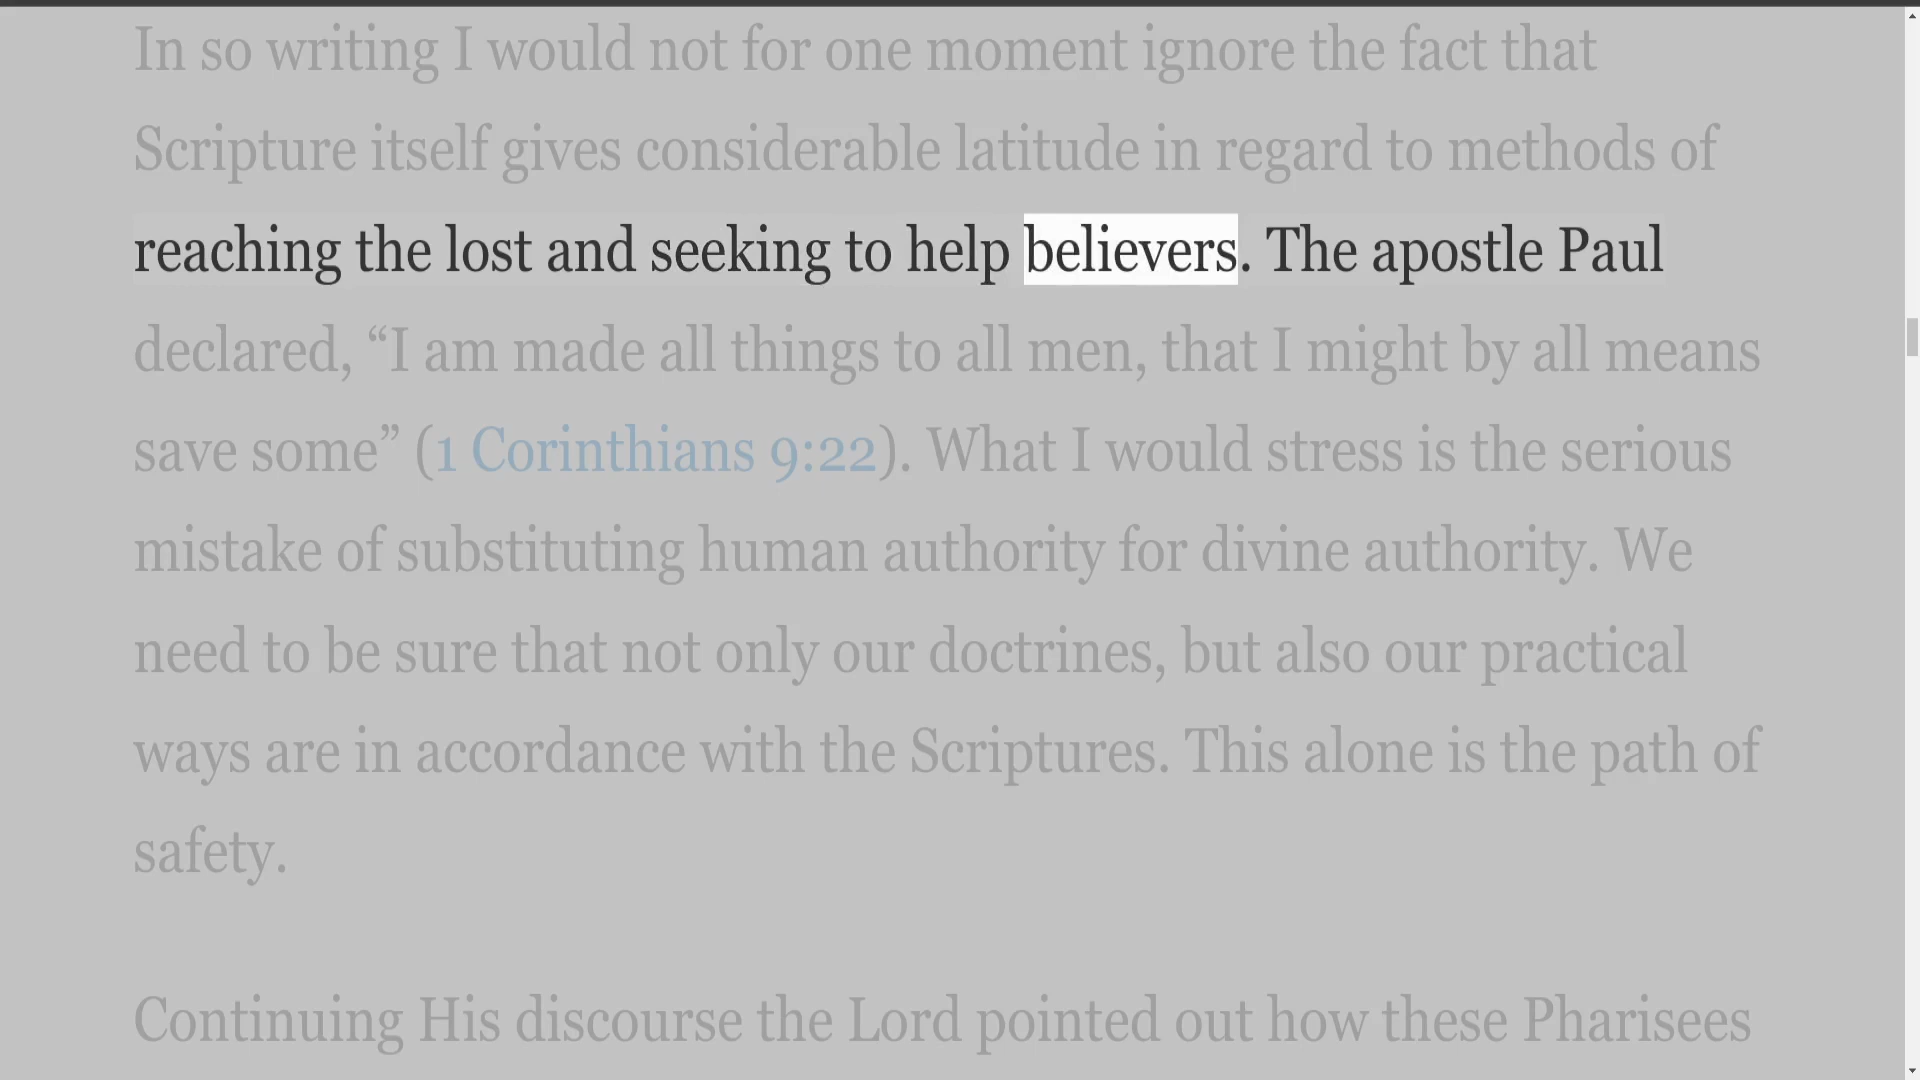 In so writing I would not for one moment ignore the fact that
Scripture itself gives considerable latitude in regard to methods of
reaching the lost and seeking to help believers. The apostle Paul
declared, “I am made all things to all men, that I might by all means
save some” (1 Corinthians 9:22). What I would stress is the serious
mistake of substituting human authority for divine authority. We
need to be sure that not only our doctrines, but also our practical
ways are in accordance with the Scriptures. This alone is the path of
safety.
Continuing His discourse the Lord pointed out how these Pharisees